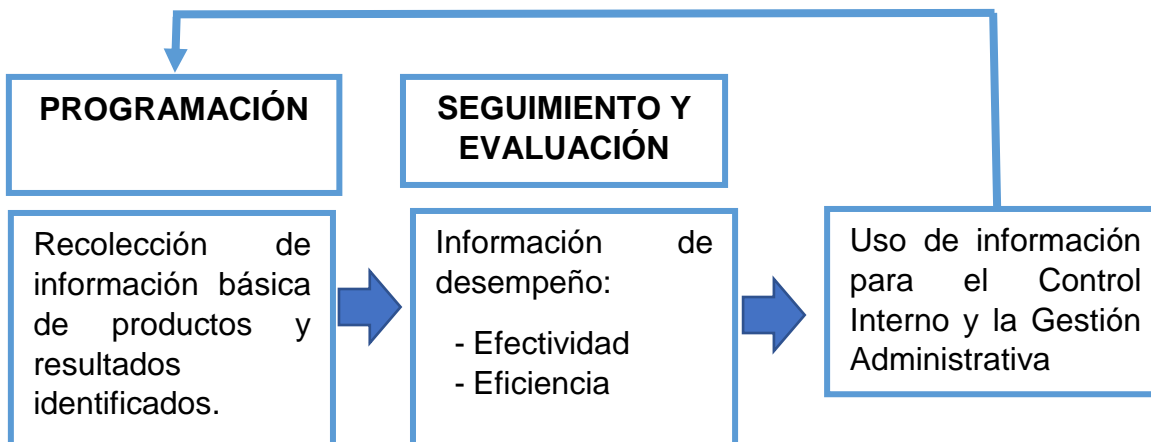 PROGRAMACIÓN
Recolección de
información básica
de productos y
resultados
identificados.
SEGUIMIENTO Y
EVALUACIÓN
Información de
desempeño:
- Efectividad
- Eficiencia
Uso de información
para el Control
Interno y la Gestión
Administrativa